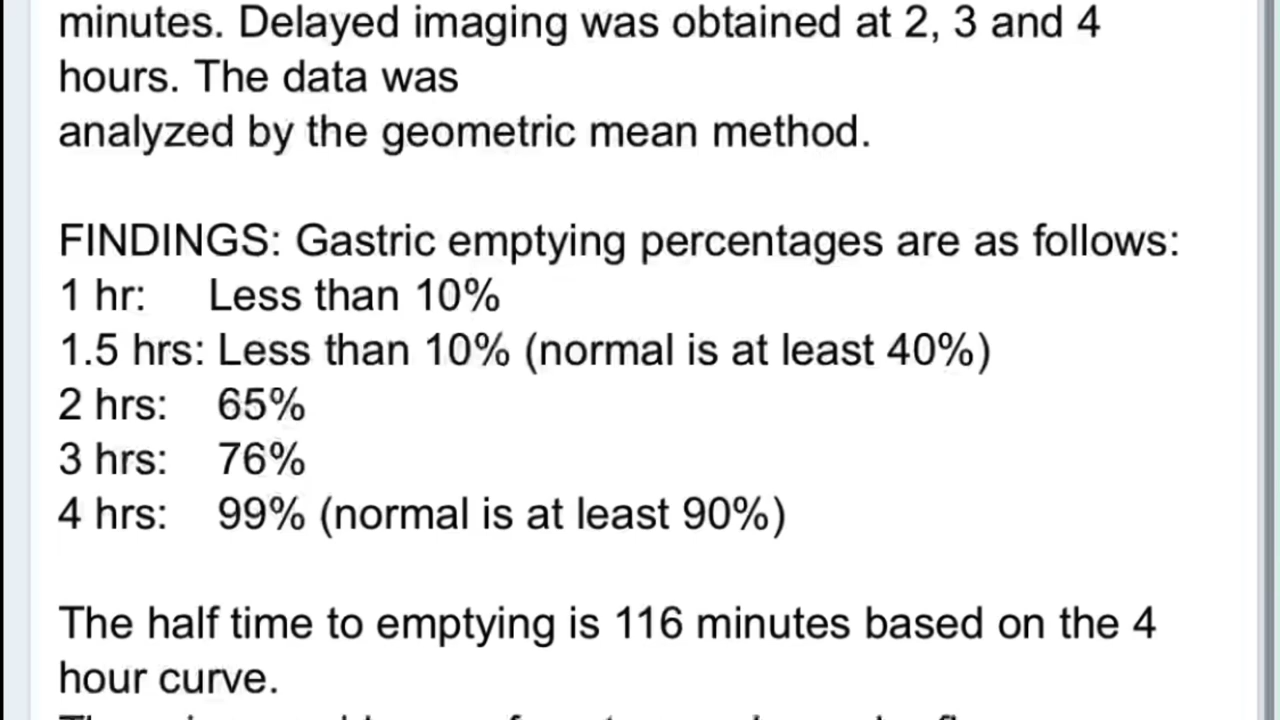 minutes. Delayed imaging was obtained at 2, 3 and 4
hours. The data was
analyzed by the geometric mean method.
FINDINGS: Gastric emptying percentages are as follows:
1 hr: Less than 10%
1.5 hrs: Less than 10% (normal is at least 40%)
2 hrs: 65%
3 hrs: 76%
4 hrs: 99% (normal is at least 90%)
The half time to emptying is 116 minutes based on the 4
hour curve.